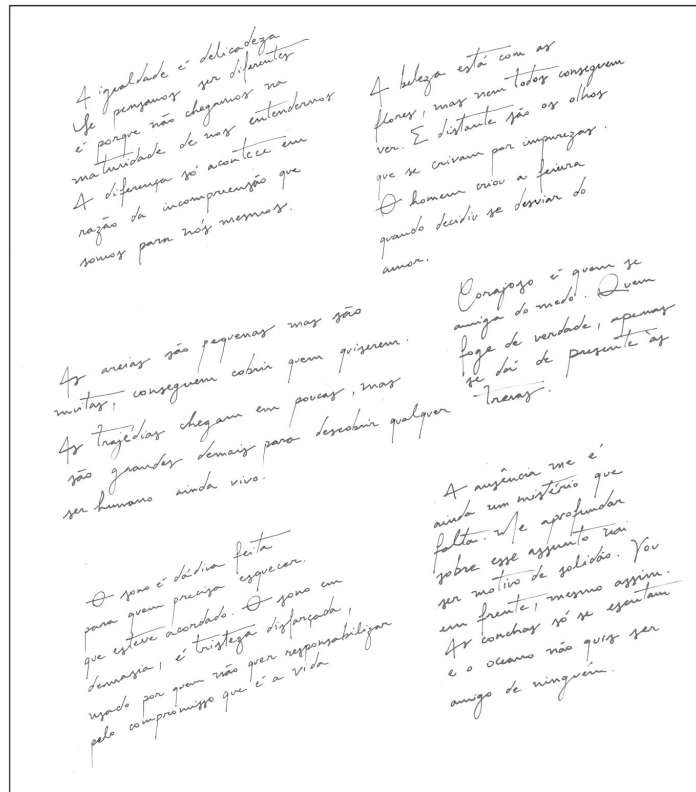 A igualdade é delicadeza
Se pensamos ser diferentes
é porque não chegamos na
maturidade de nos entendermos
A diferença só acontece em
razão da incompreensão que
somos para nós mesmos.
A beleza está com as
flores, mas nem todos conseguem
ver. E distante são os olhos
que se crivam por impurezas.
O homem criou a feiura
quando decidiu se desviar do
amor.
As areias são pequenas mas são
muitas, conseguem cobrir quem quiserem.
As trajédias chegam em poucas, mas
são grandes demais para descobrir qualquer
ser humano ainda vivo.
Corajoso é quem se
amiga do medo. Quem
foge de verdade, apenas
se doi de presente às
trevas.
O sono é dádiva feita
para quem precisa esquecer.
que esteve acordado. O sono em
demasia, é tristeza disfarçada,
usado por quem não quer responsabilizar
pelo compromisso que é a vida
A ausência me é
ainda um mistério que
falta. Me aprofundar
sobre esse assunto vai
ser motivo de solidão. Vou
em frente, mesmo assim.
As conchas só se escutam
e o oceano não quis ser
amigo de ninguém.